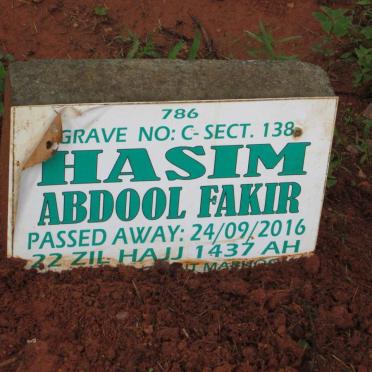 786
GRAVE NO: C- SECT. 138
HASIM
ABDOOL FAKIR
PASSED AWAY: 24/09/2016
22 ZIL HAJJ 1437 AH